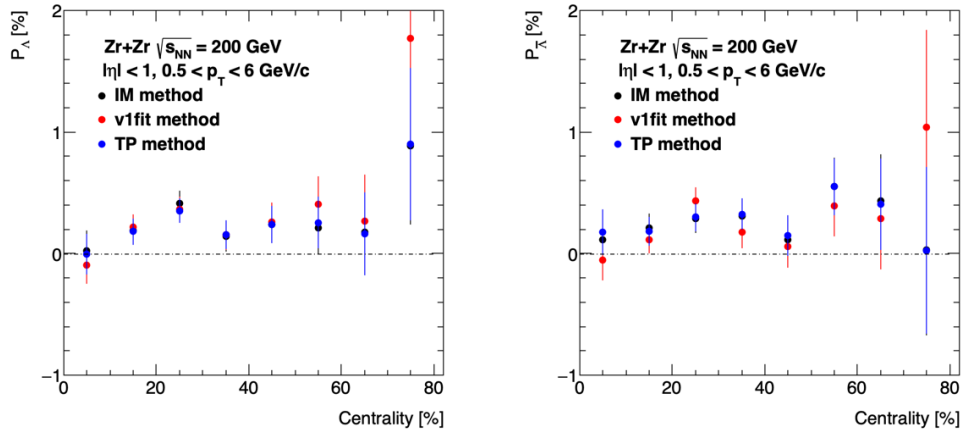 P_Λ [%]
2
1
0
−1
Zr+Zr √s_NN = 200 GeV
|η| < 1, 0.5 < p_T < 6 GeV/c
IM method
v1fit method
TP method
0 20 40 60 80
Centrality [%]
P_Λ̅ [%]
2
1
0
−1
Zr+Zr √s_NN = 200 GeV
|η| < 1, 0.5 < p_T < 6 GeV/c
IM method
v1fit method
TP method
0 20 40 60 80
Centrality [%]